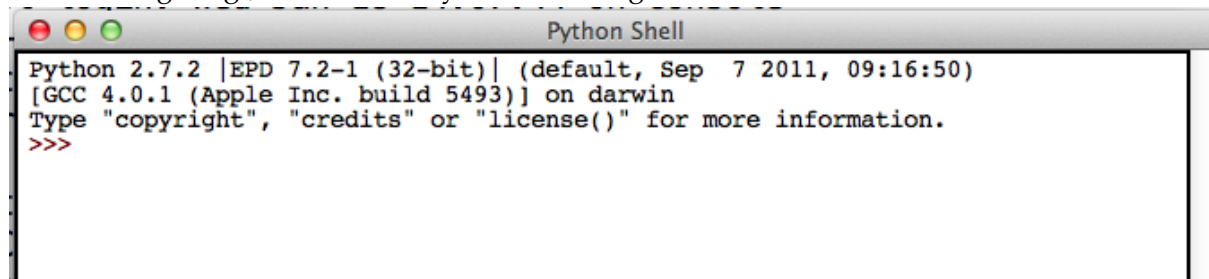 Python Shell
Python 2.7.2 |EPD 7.2-1 (32-bit)| (default, Sep  7 2011, 09:16:50)
[GCC 4.0.1 (Apple Inc. build 5493)] on darwin
Type "copyright", "credits" or "license()" for more information.
>>>